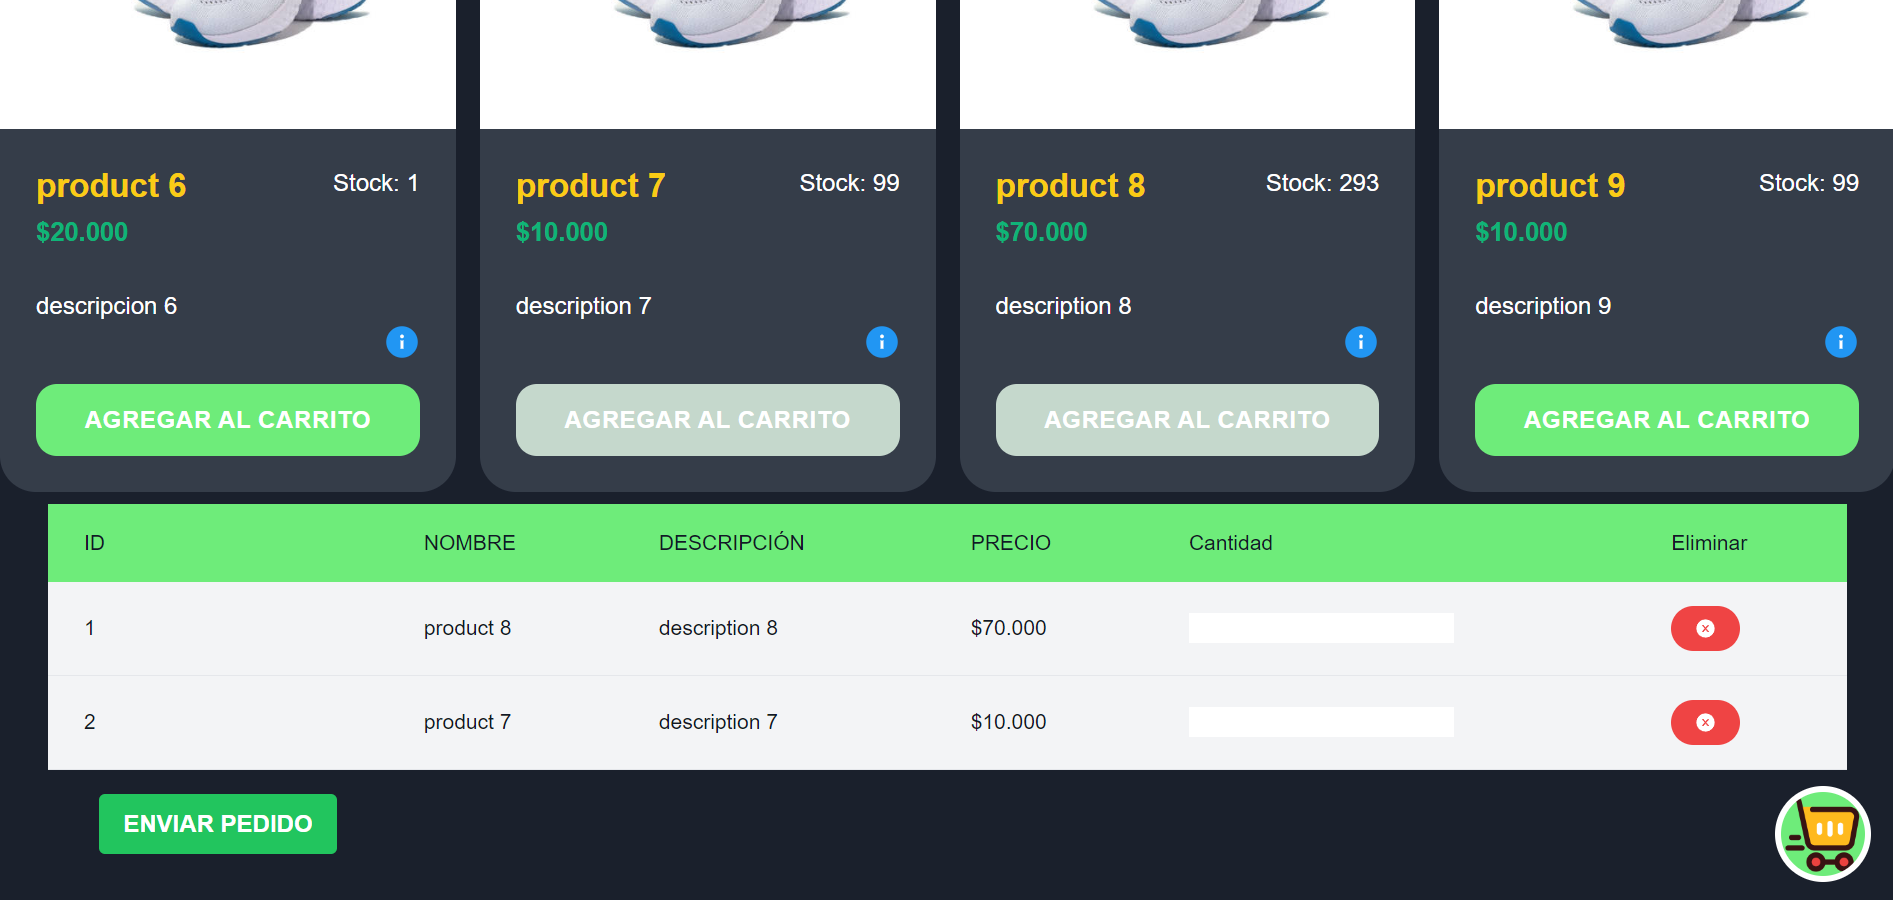 product 6 Stock: 1
$20.000
descripcion 6
AGREGAR AL CARRITO
product 7 Stock: 99
$10.000
description 7
AGREGAR AL CARRITO
product 8 Stock: 293
$70.000
description 8
AGREGAR AL CARRITO
product 9 Stock: 99
$10.000
description 9
AGREGAR AL CARRITO
ID NOMBRE DESCRIPCIÓN PRECIO Cantidad Eliminar
1 product 8 description 8 $70.000
2 product 7 description 7 $10.000
ENVIAR PEDIDO